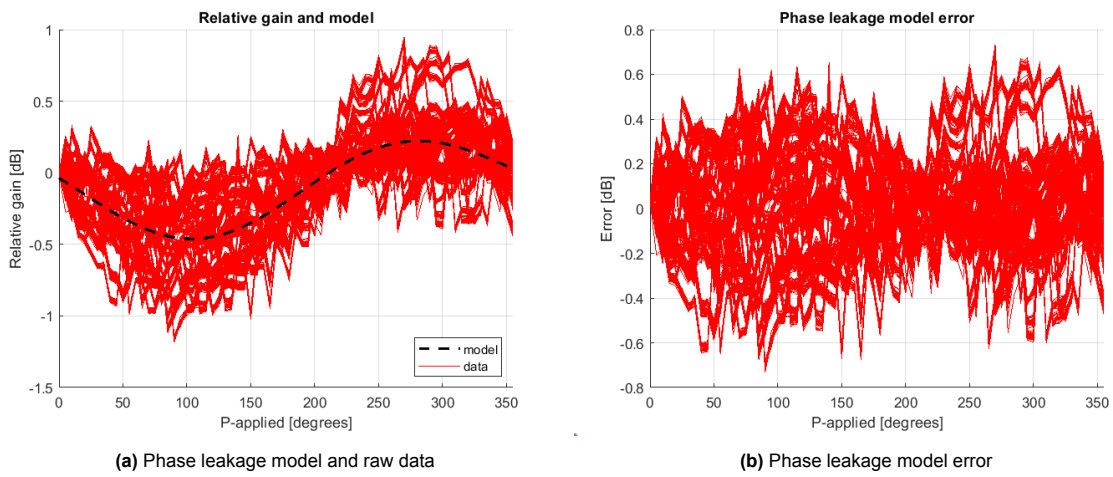 Relative gain and model
1
0.5
0
-0.5
-1
-1.5
Relative gain [dB]
0 50 100 150 200 250 300 350
P-applied [degrees]
model
data
(a) Phase leakage model and raw data
Phase leakage model error
0.8
0.6
0.4
0.2
0
-0.2
-0.4
-0.6
-0.8
Error [dB]
0 50 100 150 200 250 300 350
P-applied [degrees]
(b) Phase leakage model error